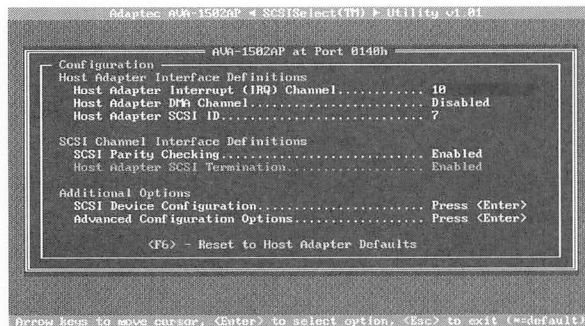 Adaptec AVA-1502AP ◄ SCSISelect(TM) ► Utility v1.01
AVA-1502AP at Port 0140h
Configuration
Host Adapter Interface Definitions
Host Adapter Interrupt (IRQ) Channel............ 10
Host Adapter DMA Channel........................ Disabled
Host Adapter SCSI ID............................ 7
SCSI Channel Interface Definitions
SCSI Parity Checking............................ Enabled
Host Adapter SCSI Termination................... Enabled
Additional Options
SCSI Device Configuration....................... Press <Enter>
Advanced Configuration Options.................. Press <Enter>
<F6> - Reset to Host Adapter Defaults
Arrow keys to move cursor, <Enter> to select option, <Esc> to exit (*=default)